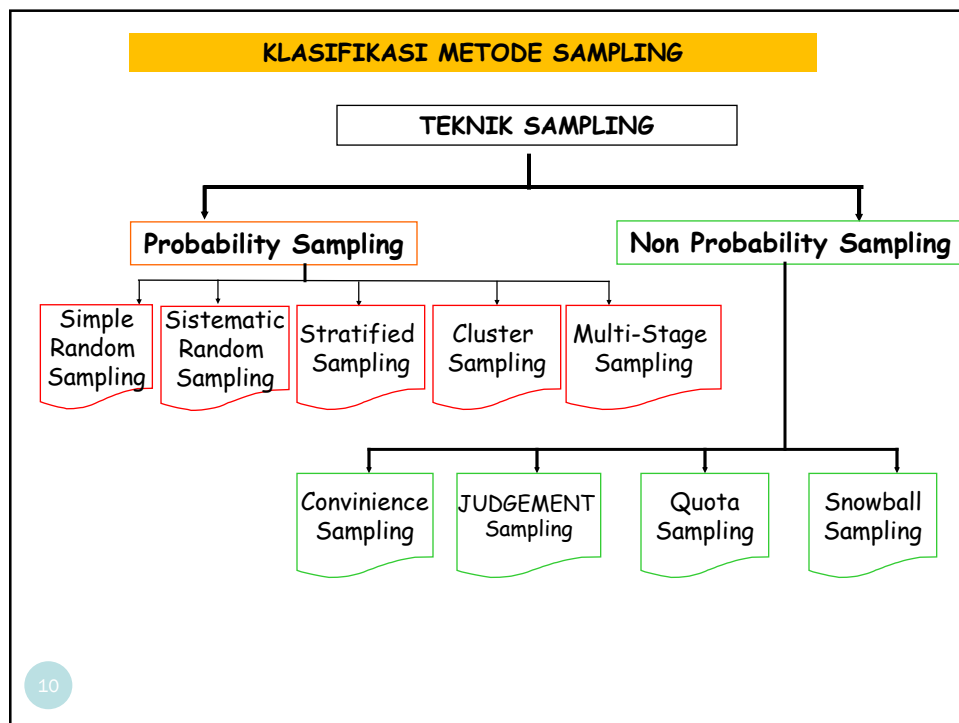 KLASIFIKASI METODE SAMPLING
TEKNIK SAMPLING
Probability Sampling
Non Probability Sampling
Simple
Random
Sampling
Sistematic
Random
Sampling
Stratified
Sampling
Cluster
Sampling
Multi-Stage
Sampling
Convinience
Sampling
JUDGEMENT
Sampling
Quota
Sampling
Snowball
Sampling
10